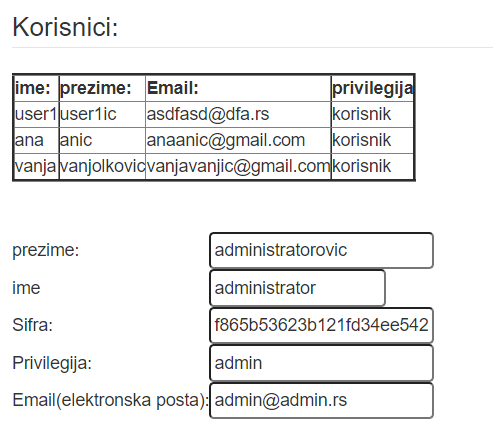 Korisnici:
ime: prezime: Email: privilegija
user1 user1ic asdfasd@dfa.rs korisnik
ana anic anaanic@gmail.com korisnik
vanja vanjolkovic vanjavanjic@gmail.com korisnik
prezime: administratorovic
ime administrator
Sifra: f865b53623b121fd34ee542
Privilegija: admin
Email(elektronska posta): admin@admin.rs